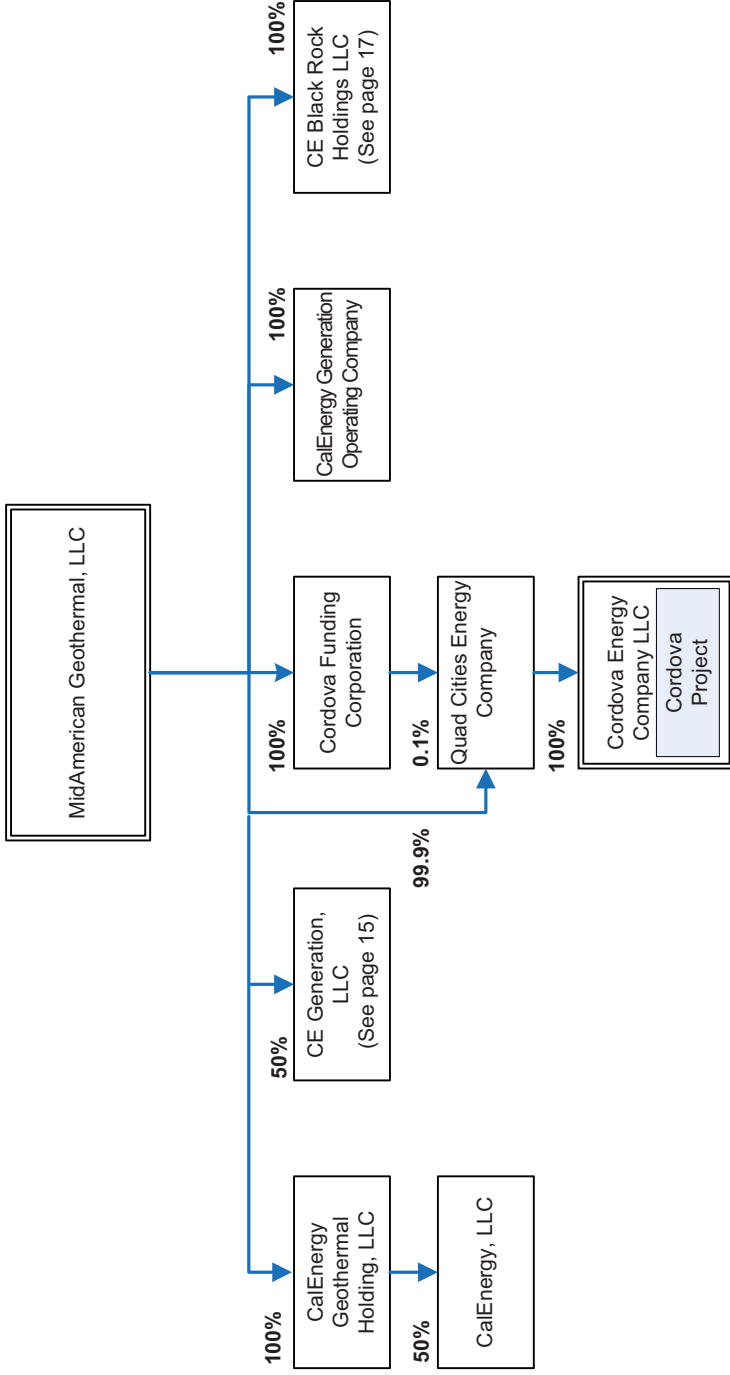 MidAmerican Geothermal, LLC
100%
CalEnergy
Geothermal
Holding, LLC
50%
CalEnergy, LLC
50%
CE Generation,
LLC
(See page 15)
99.9%
100%
Cordova Funding
Corporation
0.1%
Quad Cities Energy
Company
100%
Cordova Energy
Company LLC
Cordova
Project
100%
CalEnergy Generation
Operating Company
100%
CE Black Rock
Holdings LLC
(See page 17)